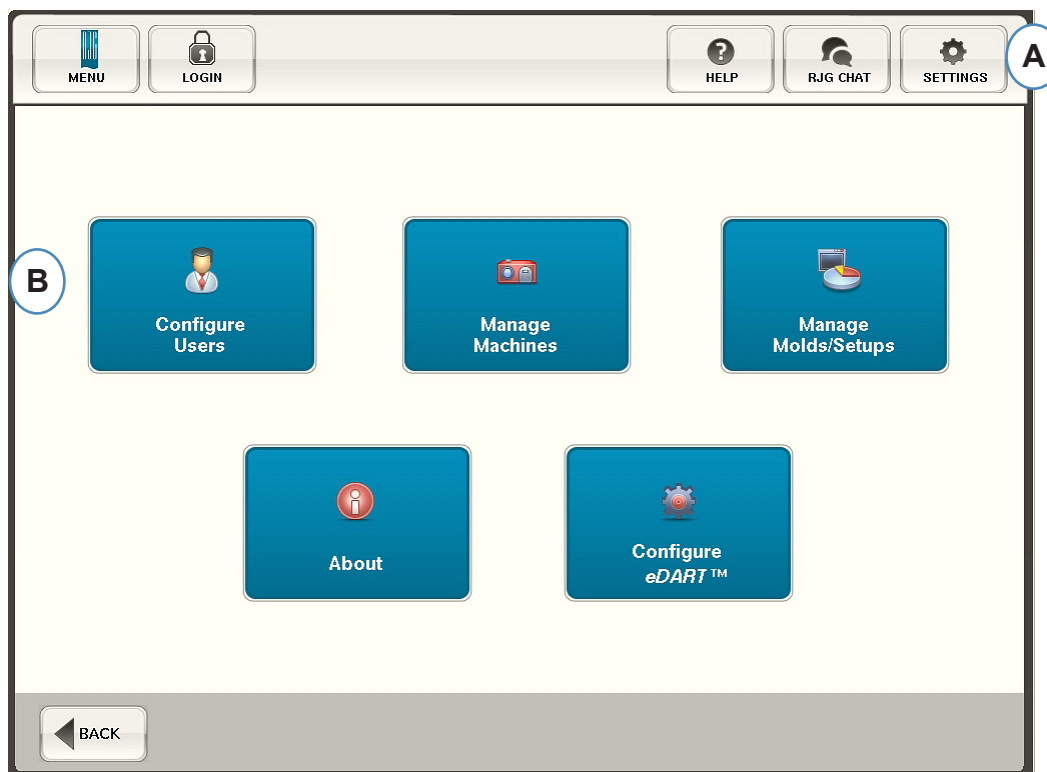 MENU
LOGIN
HELP
RJG CHAT
SETTINGS
A
B
Configure
Users
Manage
Machines
Manage
Molds/Setups
About
Configure
eDART™
BACK